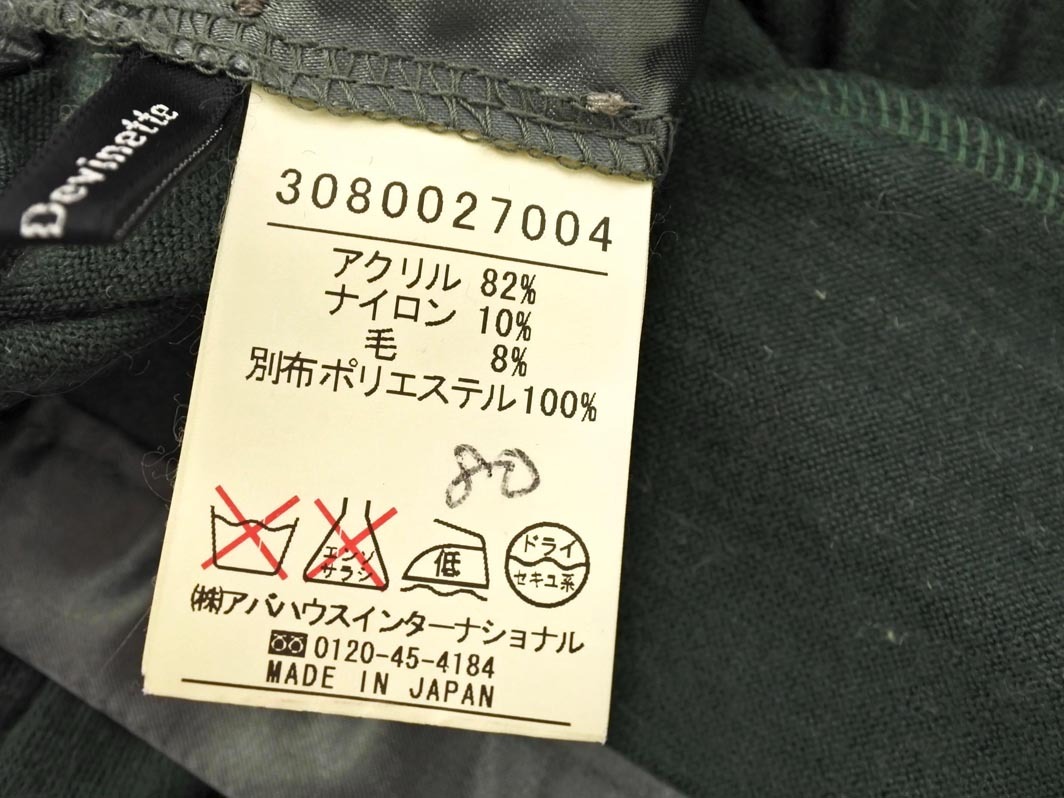 Devinette
3080027004
アクリル 82%
ナイロン 10%
毛 8%
別布ポリエステル100%
80
エンソ
サラシ
低
ドライ
セキユ系
㈱アバハウスインターナショナル
0120-45-4184
MADE IN JAPAN